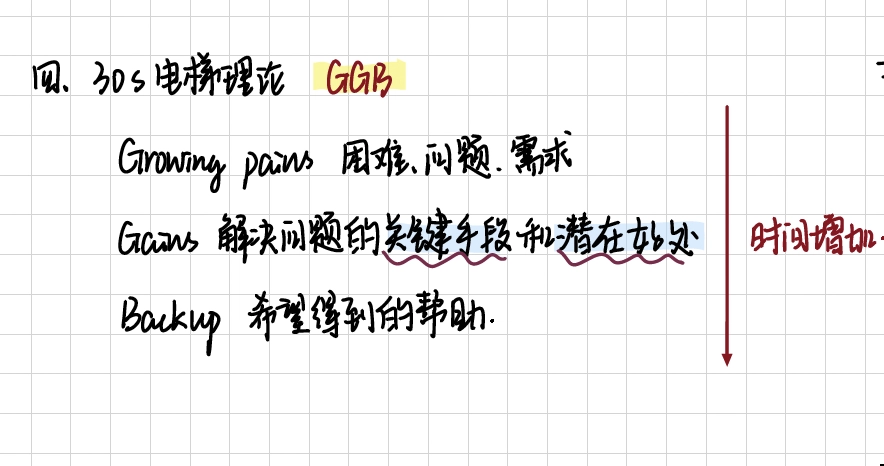 四、30s电梯理论 GGB
Growing pains 困难、问题.需求
Gains 解决问题的关键手段和潜在好处
时间增加.
Backup 希望得到的帮助.